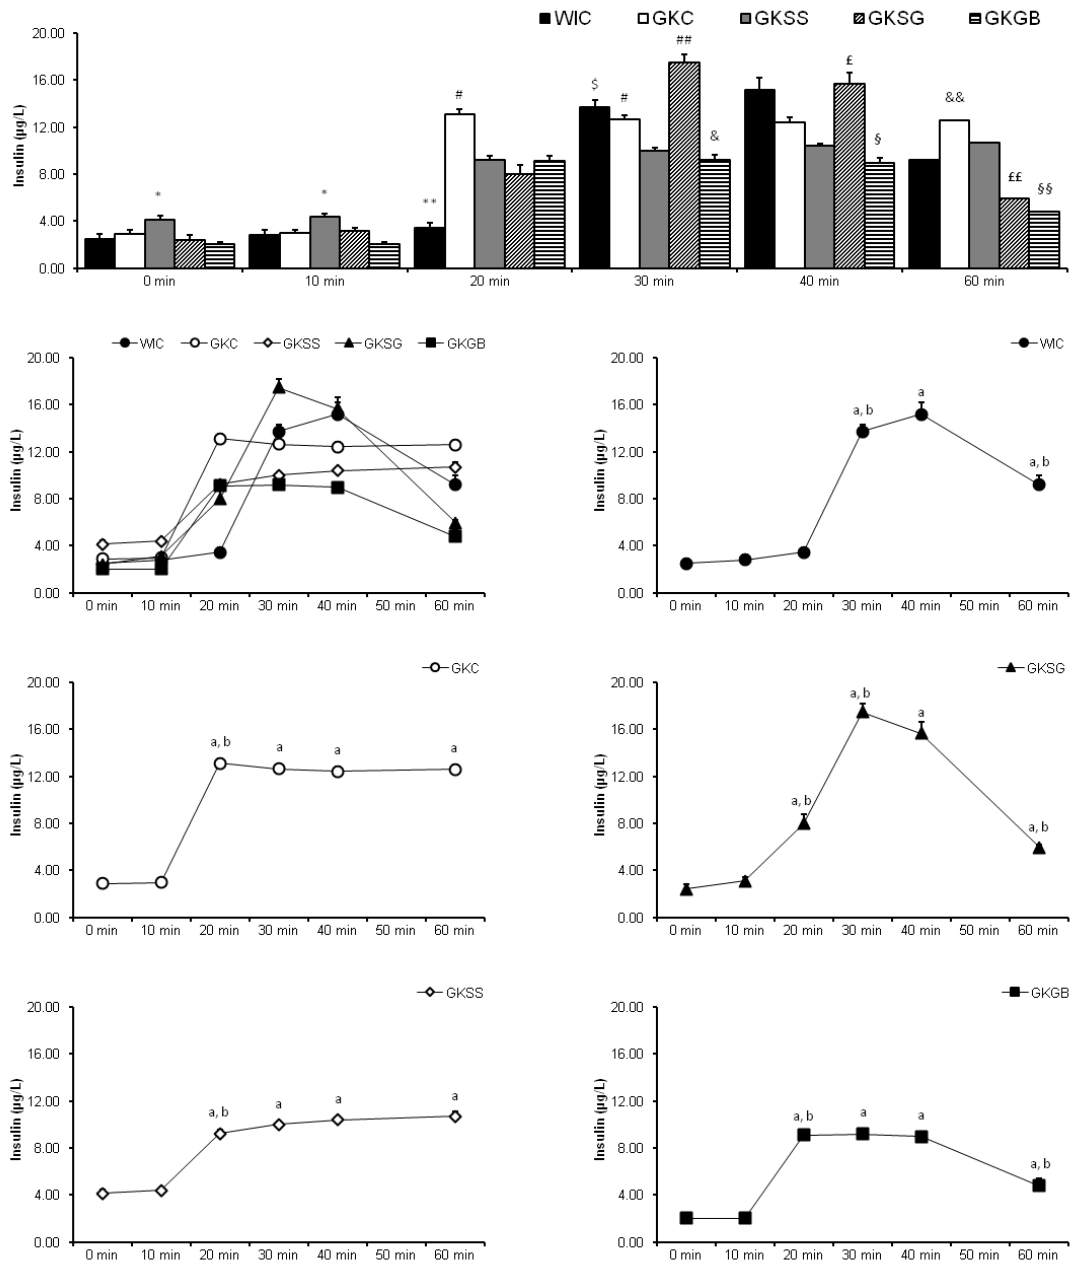 WIC GKC GKSS GKSG GKGB
Insulin (µg/L)
20.00
16.00
12.00
8.00
4.00
0.00
*
*
**
#
$
#
##
&
£
§
&&
££
§§
0 min 10 min 20 min 30 min 40 min 60 min
WIC GKC GKSS GKSG GKGB
Insulin (µg/L)
20.00
16.00
12.00
8.00
4.00
0.00
0 min 10 min 20 min 30 min 40 min 50 min 60 min
WIC
Insulin (µg/L)
20.00
16.00
12.00
8.00
4.00
0.00
a, b
a
a, b
0 min 10 min 20 min 30 min 40 min 50 min 60 min
GKC
Insulin (µg/L)
20.00
16.00
12.00
8.00
4.00
0.00
a, b
a
a
a
0 min 10 min 20 min 30 min 40 min 50 min 60 min
GKSG
Insulin (µg/L)
20.00
16.00
12.00
8.00
4.00
0.00
a, b
a, b
a
a, b
0 min 10 min 20 min 30 min 40 min 50 min 60 min
GKSS
Insulin (µg/L)
20.00
16.00
12.00
8.00
4.00
0.00
a, b
a
a
a
0 min 10 min 20 min 30 min 40 min 50 min 60 min
GKGB
Insulin (µg/L)
20.00
16.00
12.00
8.00
4.00
0.00
a, b
a
a
a, b
0 min 10 min 20 min 30 min 40 min 50 min 60 min